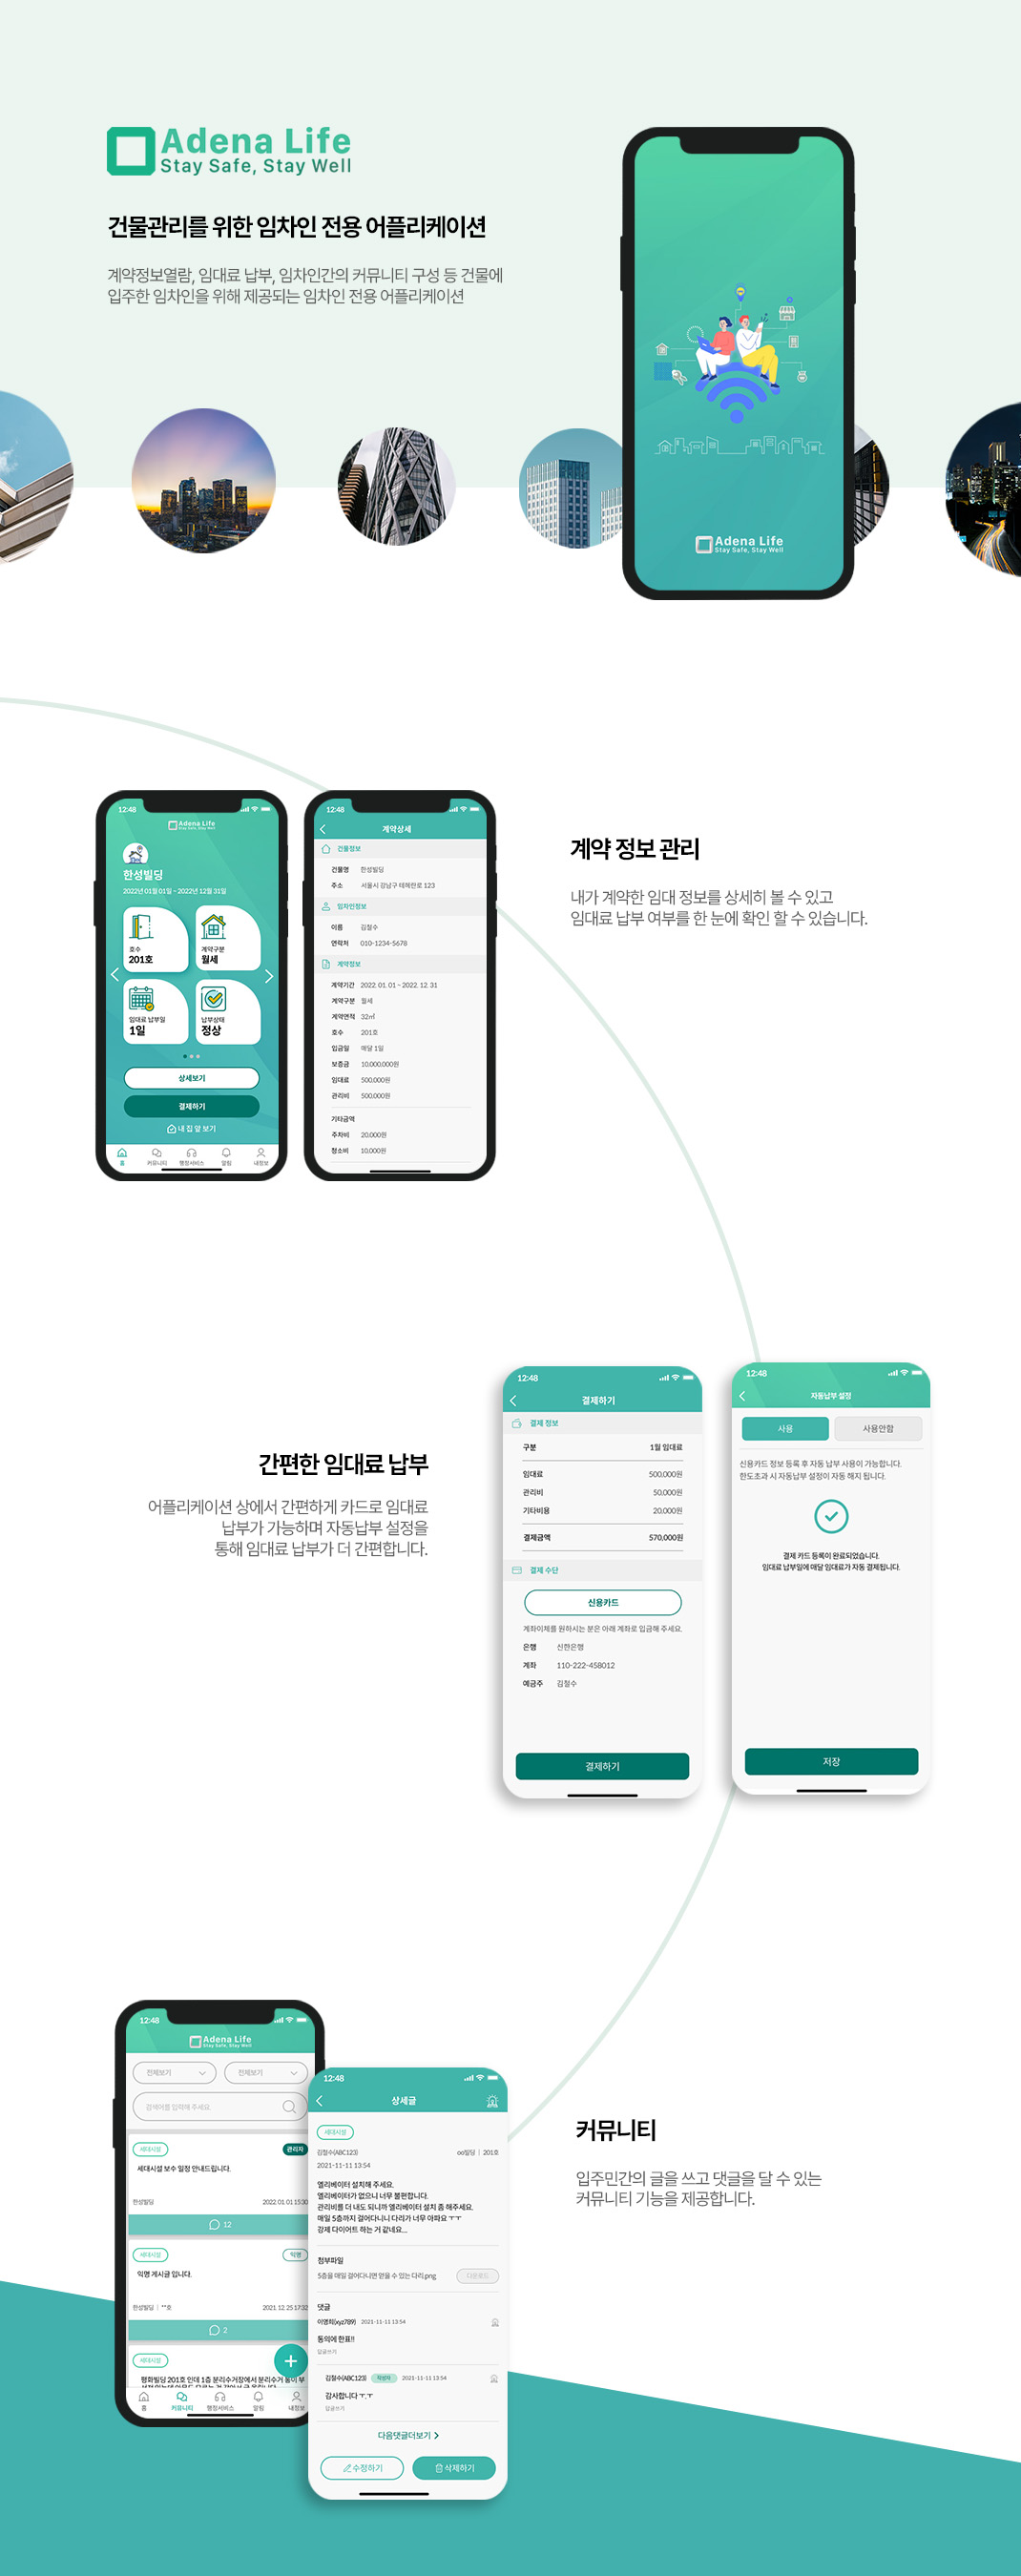 Adena Life
Stay Safe, Stay Well
건물관리를 위한 임차인 전용 어플리케이션
계약정보열람, 임대료 납부, 임차인간의 커뮤니티 구성 등 건물에
입주한 임차인을 위해 제공되는 임차인 전용 어플리케이션
Adena Life
Stay Safe, Stay Well
12:48
Adena Life
Stay Safe, Stay Well
한성빌딩
2022년 01월 01일 ~ 2022년 12월 31일
호수
201호
계약구분
월세
임대료 납부일
1일
납부상태
정상
상세보기
결제하기
내 집 앞 보기
홈
커뮤니티
행정서비스
알림
내정보
12:48
계약상세
건물정보
건물명 한성빌딩
주소 서울시 강남구 테헤란로 123
임차인정보
이름 김철수
연락처 010-1234-5678
계약정보
계약기간 2022. 01. 01 ~ 2022. 12. 31
계약구분 월세
계약면적 32㎡
호수 201호
입금일 매달 1일
보증금 10,000,000원
임대료 500,000원
관리비 500,000원
기타금액
주차비 20,000원
청소비 10,000원
계약 정보 관리
내가 계약한 임대 정보를 상세히 볼 수 있고
임대료 납부 여부를 한 눈에 확인 할 수 있습니다.
간편한 임대료 납부
어플리케이션 상에서 간편하게 카드로 임대료
납부가 가능하며 자동납부 설정을
통해 임대료 납부가 더 간편합니다.
12:48
결제하기
결제 정보
구분 1월 임대료
임대료 500,000원
관리비 50,000원
기타비용 20,000원
결제금액 570,000원
결제 수단
신용카드
계좌이체를 원하시는 분은 아래 계좌로 입금해 주세요.
은행 신한은행
계좌 110-222-458012
예금주 김철수
결제하기
12:48
자동납부 설정
사용
사용안함
신용카드 정보 등록 후 자동 납부 사용이 가능합니다.
한도초과 시 자동납부 설정이 자동 해지 됩니다.
결제 카드 등록이 완료되었습니다.
임대료 납부일에 매달 임대료가 자동 결제됩니다.
저장
12:48
Adena Life
Stay Safe, Stay Well
전체보기
전체보기
검색어를 입력해 주세요.
세대시설
관리자
세대시설 보수 일정 안내드립니다.
한성빌딩
2022. 01. 01 15:30
12
세대시설
익명
익명 게시글 입니다.
한성빌딩 | **호
2021. 12. 25 17:32
2
세대시설
평화빌딩 201호 인데 1층 분리수거장에서 분리수거 통이 부
홈
커뮤니티
행정서비스
알림
내정보
12:48
상세글
세대시설
김철수(ABC123)
oo빌딩 | 201호
2021-11-11 13:54
엘리베이터 설치해 주세요.
엘리베이터가 없으니 너무 불편합니다.
관리비를 더 내도 되니까 엘리베이터 설치 좀 해주세요.
매일 5층까지 걸어다니니 다리가 너무 아파요 ㅜㅜ
강제 다이어트 하는 거 같네요...
첨부파일
5층을 매일 걸어다니면 얻을 수 있는 다리.png
다운로드
댓글
이영희(xyz789) 2021-11-11 13:54
동의에 한표!!
답글쓰기
김철수(ABC123) 작성자 2021-11-11 13:54
감사합니다 ㅜ.ㅜ
답글쓰기
다음댓글더보기
수정하기
삭제하기
커뮤니티
입주민간의 글을 쓰고 댓글을 달 수 있는
커뮤니티 기능을 제공합니다.